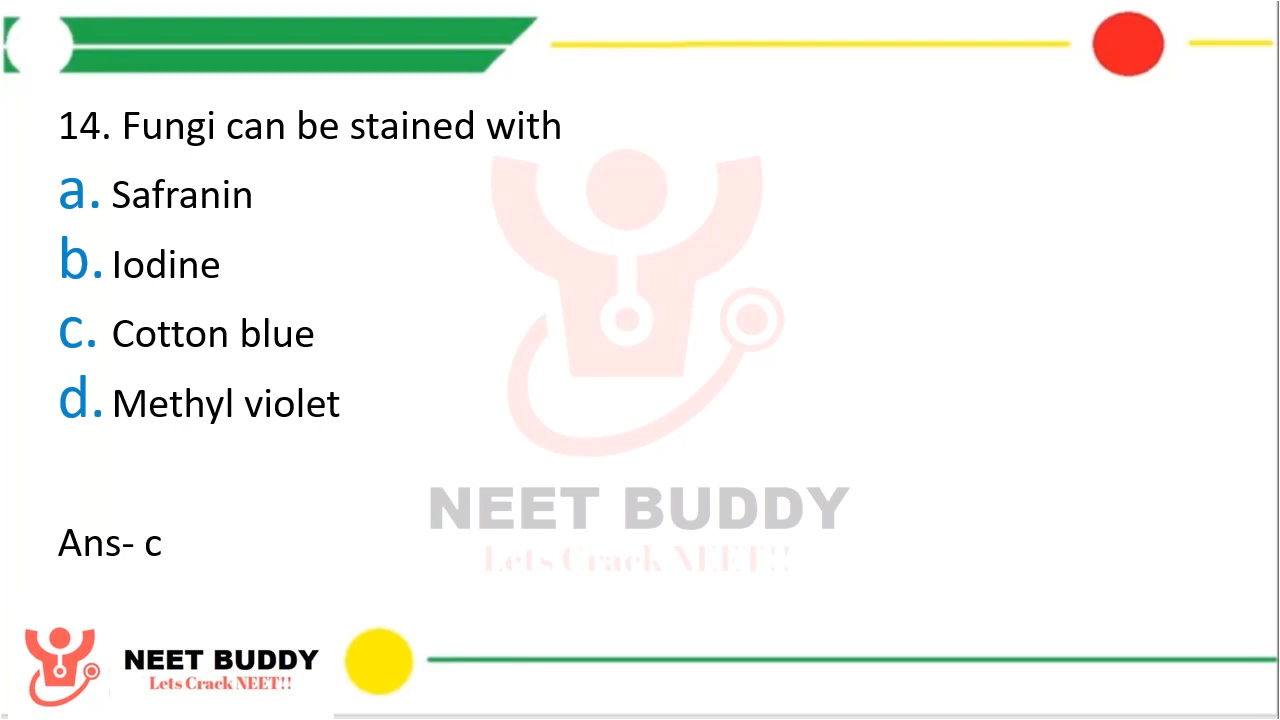 14. Fungi can be stained with
a. Safranin
b. Iodine
c. Cotton blue
d. Methyl violet
NEET BUDDY
Lets Crack NEET!!
Ans- c
NEET BUDDY
Lets Crack NEET!!